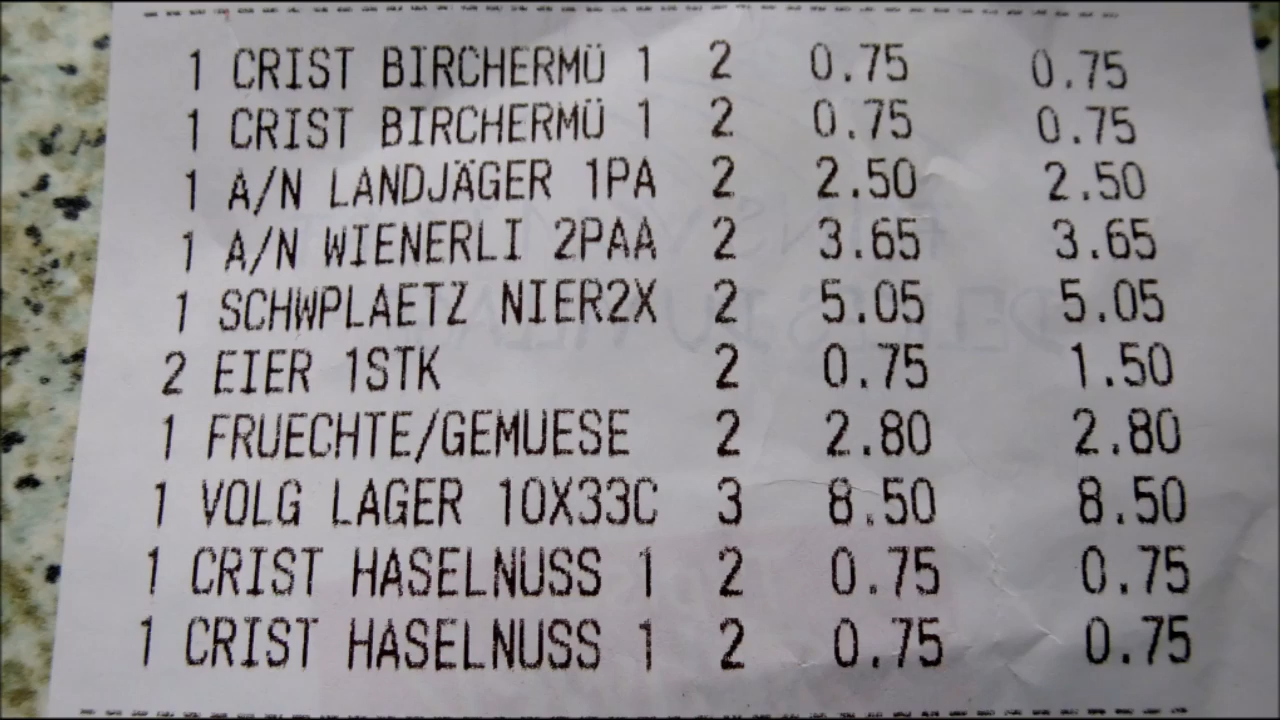 1 CRIST BIRCHERMÜ 1 2 0.75 0.75
1 CRIST BIRCHERMÜ 1 2 0.75 0.75
1 A/N LANDJÄGER 1PA 2 2.50 2.50
1 A/N WIENERLI 2PAA 2 3.65 3.65
1 SCHWPLAETZ NIER2X 2 5.05 5.05
2 EIER 1STK 2 0.75 1.50
1 FRUECHTE/GEMUESE 2 2.80 2.80
1 VOLG LAGER 10X33C 3 8.50 8.50
1 CRIST HASELNUSS 1 2 0.75 0.75
1 CRIST HASELNUSS 1 2 0.75 0.75